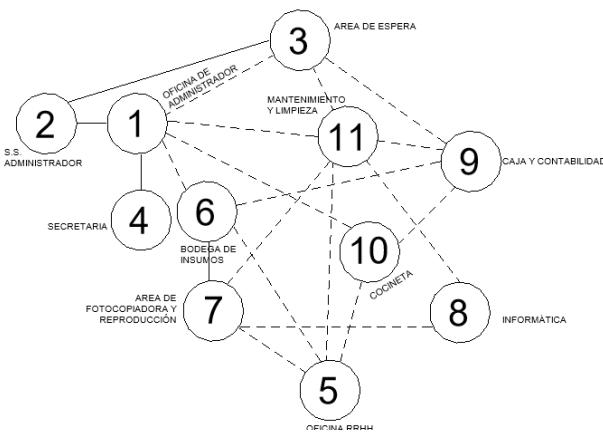 3
AREA DE ESPERA
OFICINA DE
ADMINISTRADOR
2
S.S.
ADMINISTRADOR
1
MANTENIMIENTO
Y LIMPIEZA
11
9
CAJA Y CONTABILIDAD
SECRETARIA
4
6
BODEGA DE
INSUMOS
10
COCINETA
AREA DE
FOTOCOPIADORA Y
REPRODUCCIÓN
7
8
INFORMÀTICA
5
OFICINA RRHH